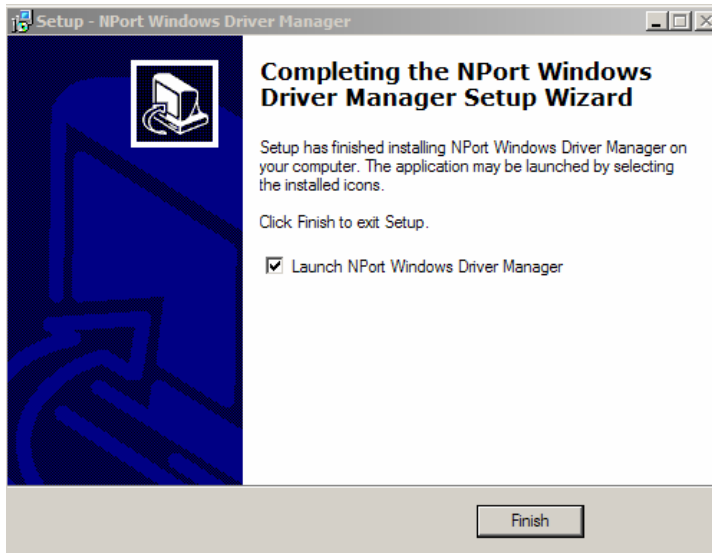 Setup - NPort Windows Driver Manager
Completing the NPort Windows
Driver Manager Setup Wizard
Setup has finished installing NPort Windows Driver Manager on
your computer. The application may be launched by selecting
the installed icons.
Click Finish to exit Setup.
Launch NPort Windows Driver Manager
Finish